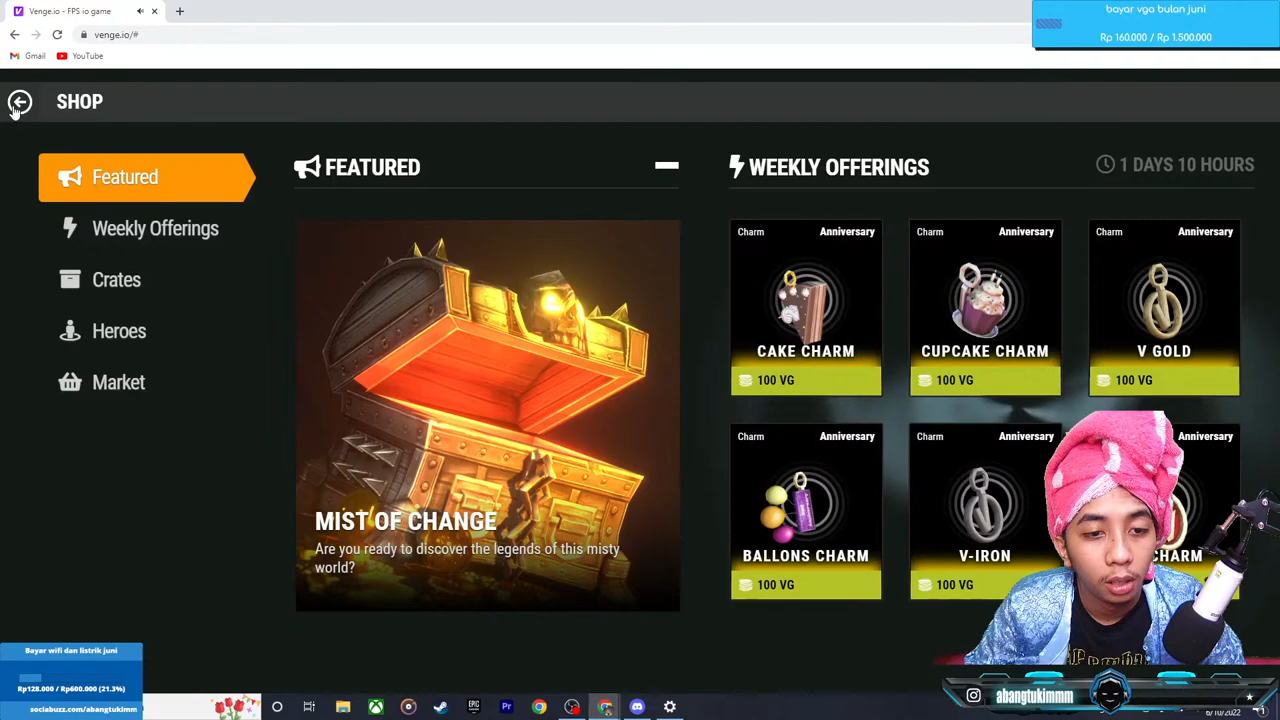 Venge.io - FPS io game
venge.io/#
Gmail
YouTube
bayar vga bulan juni
Rp 160.000 / Rp 1.500.000
SHOP
Featured
Weekly Offerings
Crates
Heroes
Market
FEATURED
MIST OF CHANGE
Are you ready to discover the legends of this misty
world?
WEEKLY OFFERINGS
1 DAYS 10 HOURS
Charm
Anniversary
CAKE CHARM
100 VG
Charm
Anniversary
CUPCAKE CHARM
100 VG
Charm
Anniversary
V GOLD
100 VG
Charm
Anniversary
BALLONS CHARM
100 VG
Charm
Anniversary
V-IRON
100 VG
Anniversary
CHARM
Bayar wifi dan listrik juni
Rp128.000 / Rp600.000 (21.3%)
sociabuzz.com/abangtukimm
abangtukimmm
6/10/2022